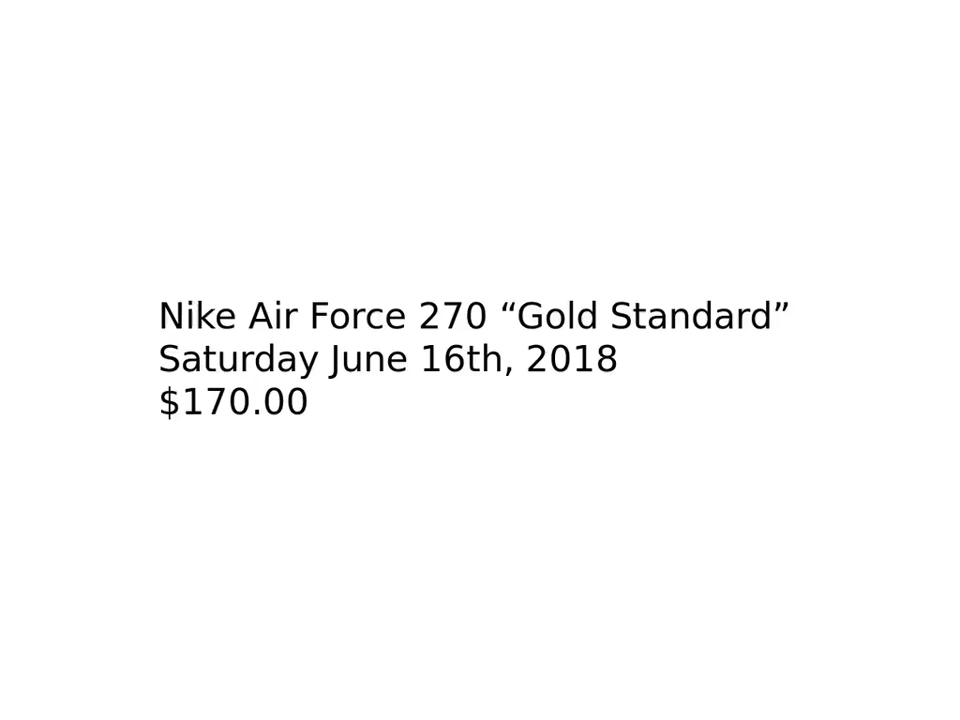 Nike Air Force 270 “Gold Standard”
Saturday June 16th, 2018
$170.00